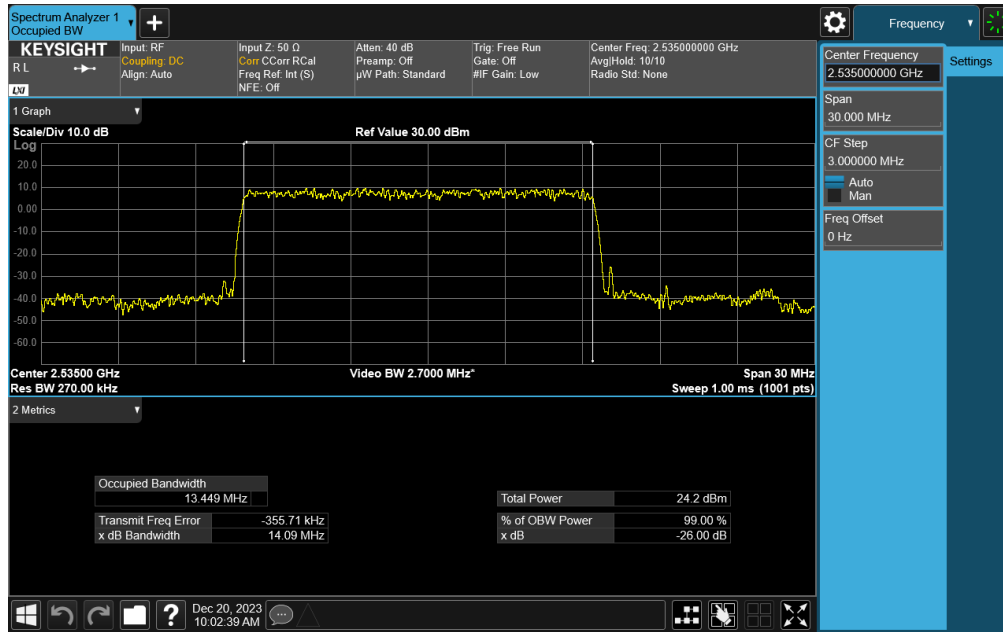 Spectrum Analyzer 1
Occupied BW
Frequency
KEYSIGHT
R L
LXI
Input: RF
Coupling: DC
Align: Auto
Input Z: 50 Ω
Corr CCorr RCal
Freq Ref: Int (S)
NFE: Off
Atten: 40 dB
Preamp: Off
µW Path: Standard
Trig: Free Run
Gate: Off
#IF Gain: Low
Center Freq: 2.535000000 GHz
Avg|Hold: 10/10
Radio Std: None
Center Frequency
2.535000000 GHz
Settings
Span
30.000 MHz
CF Step
3.000000 MHz
Auto
Man
Freq Offset
0 Hz
1 Graph
Scale/Div 10.0 dB
Ref Value 30.00 dBm
Log
20.0
10.0
0.00
-10.0
-20.0
-30.0
-40.0
-50.0
-60.0
Center 2.53500 GHz
Video BW 2.7000 MHz*
Span 30 MHz
Res BW 270.00 kHz
Sweep 1.00 ms (1001 pts)
2 Metrics
Occupied Bandwidth
13.449 MHz
Total Power 24.2 dBm
Transmit Freq Error -355.71 kHz
% of OBW Power 99.00 %
x dB Bandwidth 14.09 MHz
x dB -26.00 dB
Dec 20, 2023
10:02:39 AM